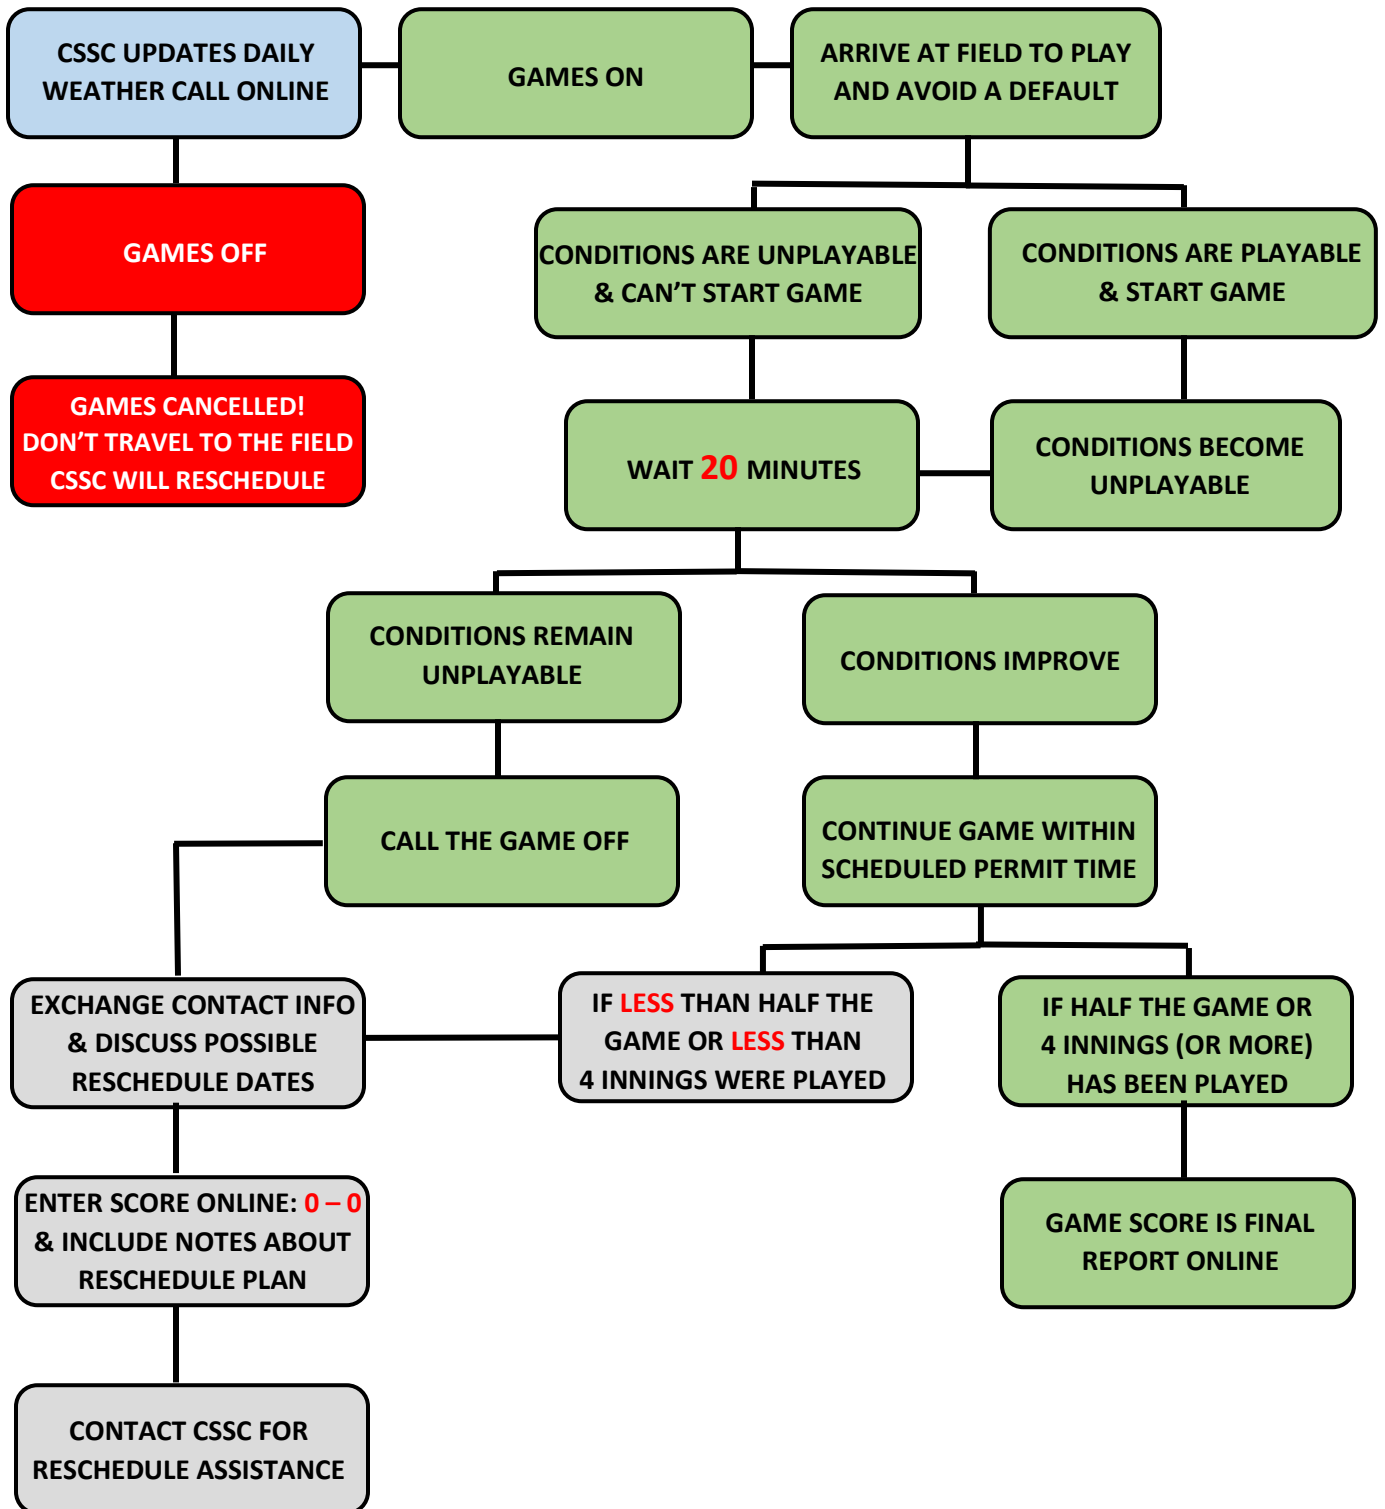 CSSC UPDATES DAILY
WEATHER CALL ONLINE
GAMES ON
ARRIVE AT FIELD TO PLAY
AND AVOID A DEFAULT
GAMES OFF
CONDITIONS ARE UNPLAYABLE
& CAN’T START GAME
CONDITIONS ARE PLAYABLE
& START GAME
GAMES CANCELLED!
DON’T TRAVEL TO THE FIELD
CSSC WILL RESCHEDULE
WAIT 20 MINUTES
CONDITIONS BECOME
UNPLAYABLE
CONDITIONS REMAIN
UNPLAYABLE
CONDITIONS IMPROVE
CALL THE GAME OFF
CONTINUE GAME WITHIN
SCHEDULED PERMIT TIME
EXCHANGE CONTACT INFO
& DISCUSS POSSIBLE
RESCHEDULE DATES
IF LESS THAN HALF THE
GAME OR LESS THAN
4 INNINGS WERE PLAYED
IF HALF THE GAME OR
4 INNINGS (OR MORE)
HAS BEEN PLAYED
ENTER SCORE ONLINE: 0 – 0
& INCLUDE NOTES ABOUT
RESCHEDULE PLAN
GAME SCORE IS FINAL
REPORT ONLINE
CONTACT CSSC FOR
RESCHEDULE ASSISTANCE